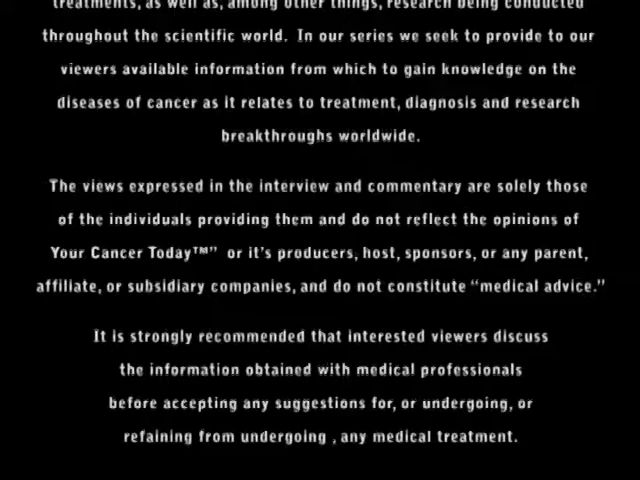 treatments, as well as, among other things, research being conducted
throughout the scientific world. In our series we seek to provide to our
viewers available information from which to gain knowledge on the
diseases of cancer as it relates to treatment, diagnosis and research
breakthroughs worldwide.
The views expressed in the interview and commentary are solely those
of the individuals providing them and do not reflect the opinions of
Your Cancer Today™” or it's producers, host, sponsors, or any parent,
affiliate, or subsidiary companies, and do not constitute “medical advice.”
It is strongly recommended that interested viewers discuss
the information obtained with medical professionals
before accepting any suggestions for, or undergoing, or
refaining from undergoing , any medical treatment.